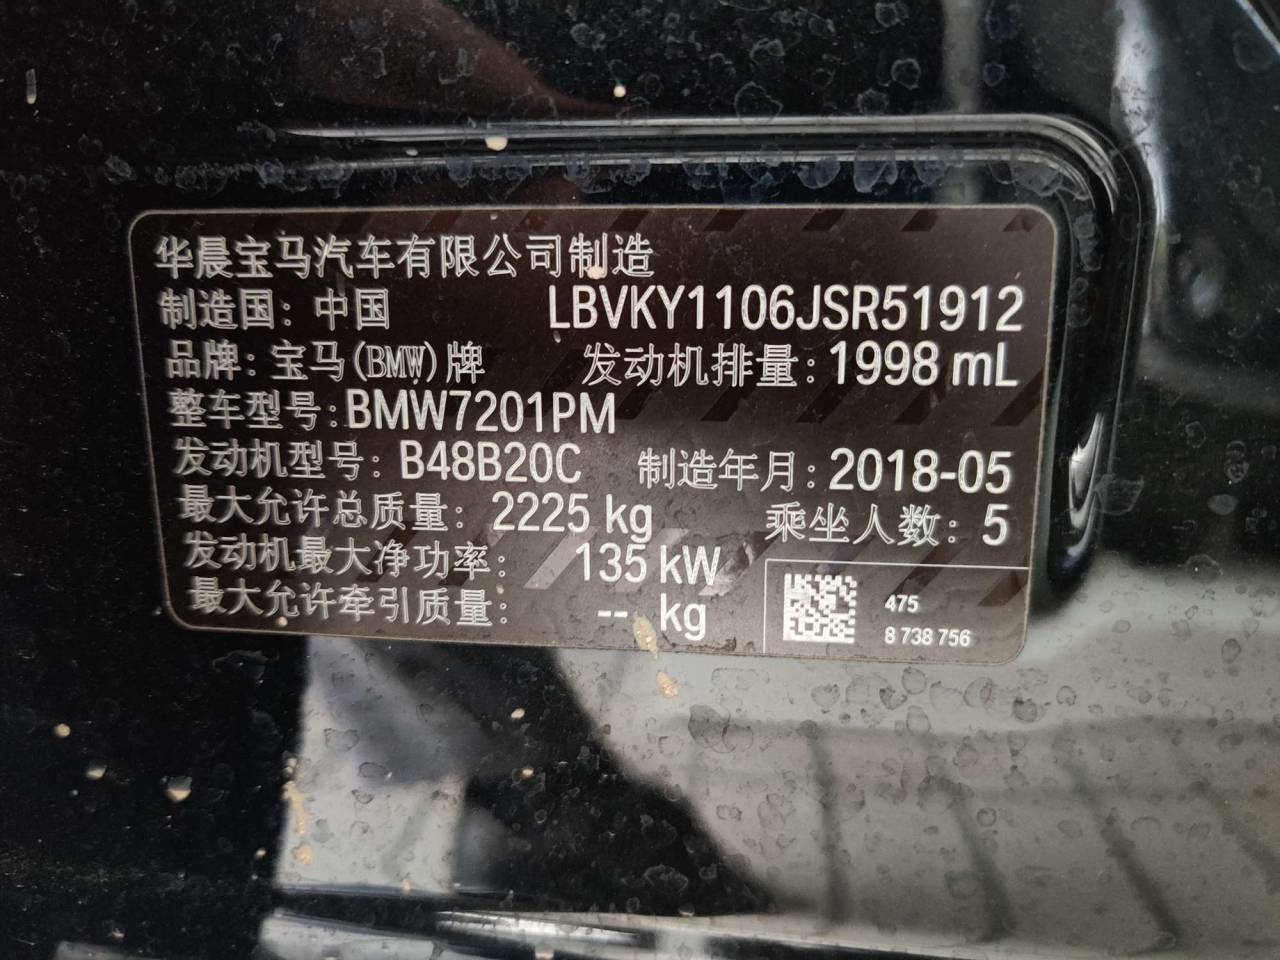 华晨宝马汽车有限公司制造
制造国：中国 LBVKY1106JSR51912
品牌：宝马(BMW)牌 发动机排量：1998 mL
整车型号：BMW7201PM
发动机型号：B48B20C 制造年月：2018-05
最大允许总质量：2225 kg 乘坐人数：5
发动机最大净功率：135 kW
最大允许牵引质量：-- kg
475
8 738 756